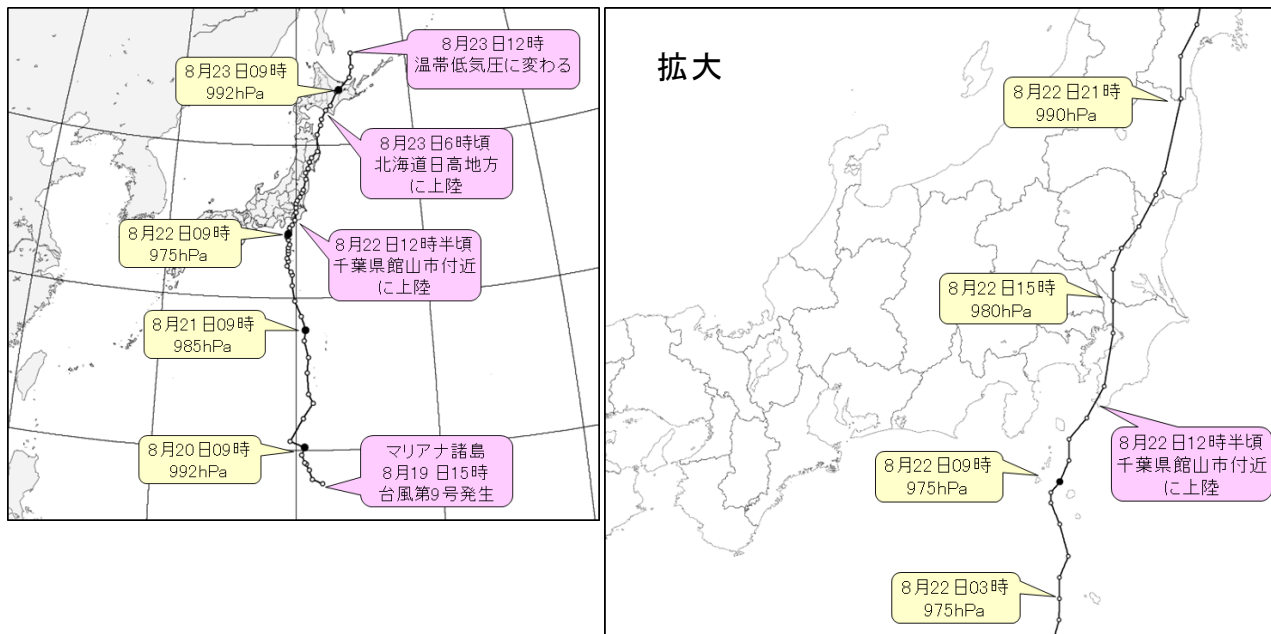 8月23日12時
温帯低気圧に変わる
8月23日09時
992hPa
8月23日6時頃
北海道日高地方
に上陸
8月22日09時
975hPa
8月22日12時半頃
千葉県館山市付近
に上陸
8月21日09時
985hPa
8月20日09時
992hPa
マリアナ諸島
8月19日15時
台風第9号発生
拡大
8月22日21時
990hPa
8月22日15時
980hPa
8月22日12時半頃
千葉県館山市付近
に上陸
8月22日09時
975hPa
8月22日03時
975hPa